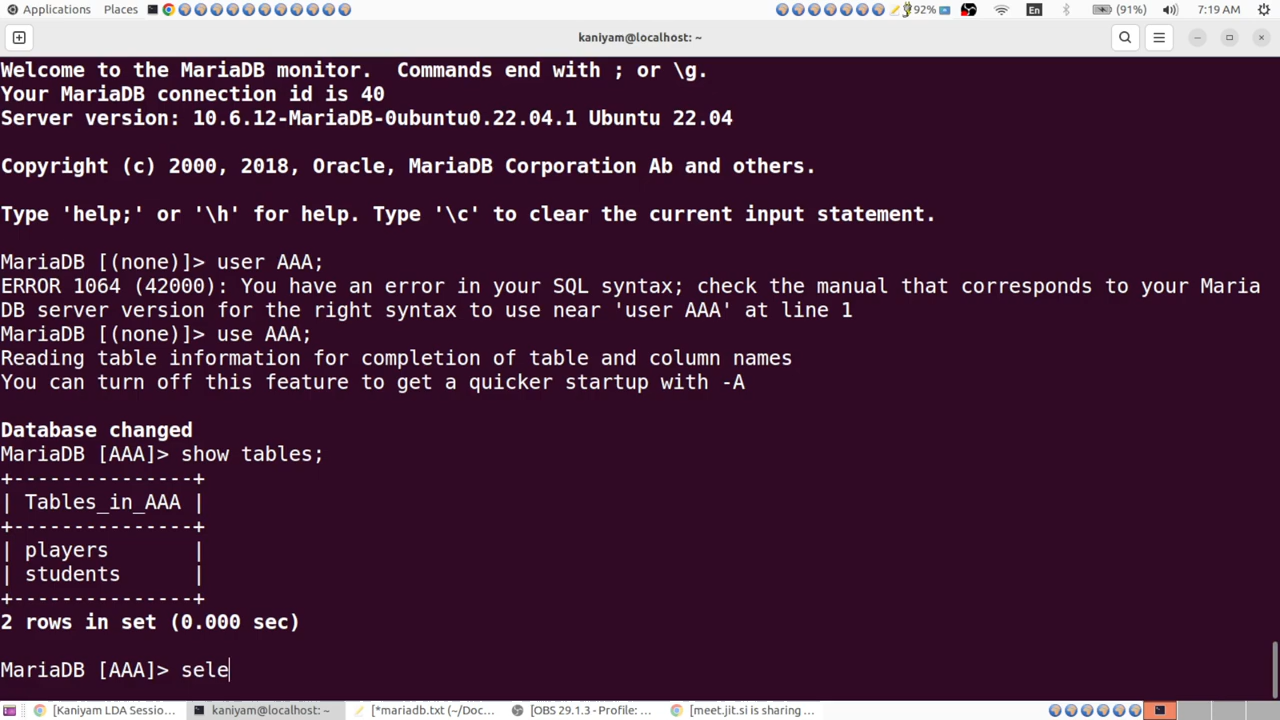 Applications Places 92% En (91%) 7:19 AM
kaniyam@localhost: ~
Welcome to the MariaDB monitor.  Commands end with ; or \g.
Your MariaDB connection id is 40
Server version: 10.6.12-MariaDB-0ubuntu0.22.04.1 Ubuntu 22.04
Copyright (c) 2000, 2018, Oracle, MariaDB Corporation Ab and others.
Type 'help;' or '\h' for help. Type '\c' to clear the current input statement.
MariaDB [(none)]> user AAA;
ERROR 1064 (42000): You have an error in your SQL syntax; check the manual that corresponds to your Maria
DB server version for the right syntax to use near 'user AAA' at line 1
MariaDB [(none)]> use AAA;
Reading table information for completion of table and column names
You can turn off this feature to get a quicker startup with -A
Database changed
MariaDB [AAA]> show tables;
+---------------+
| Tables_in_AAA |
+---------------+
| players       |
| students      |
+---------------+
2 rows in set (0.000 sec)
MariaDB [AAA]> sele
[Kaniyam LDA Sessio... kaniyam@localhost: ~ [*mariadb.txt (~/Doc... [OBS 29.1.3 - Profile: ... [meet.jit.si is sharing ...